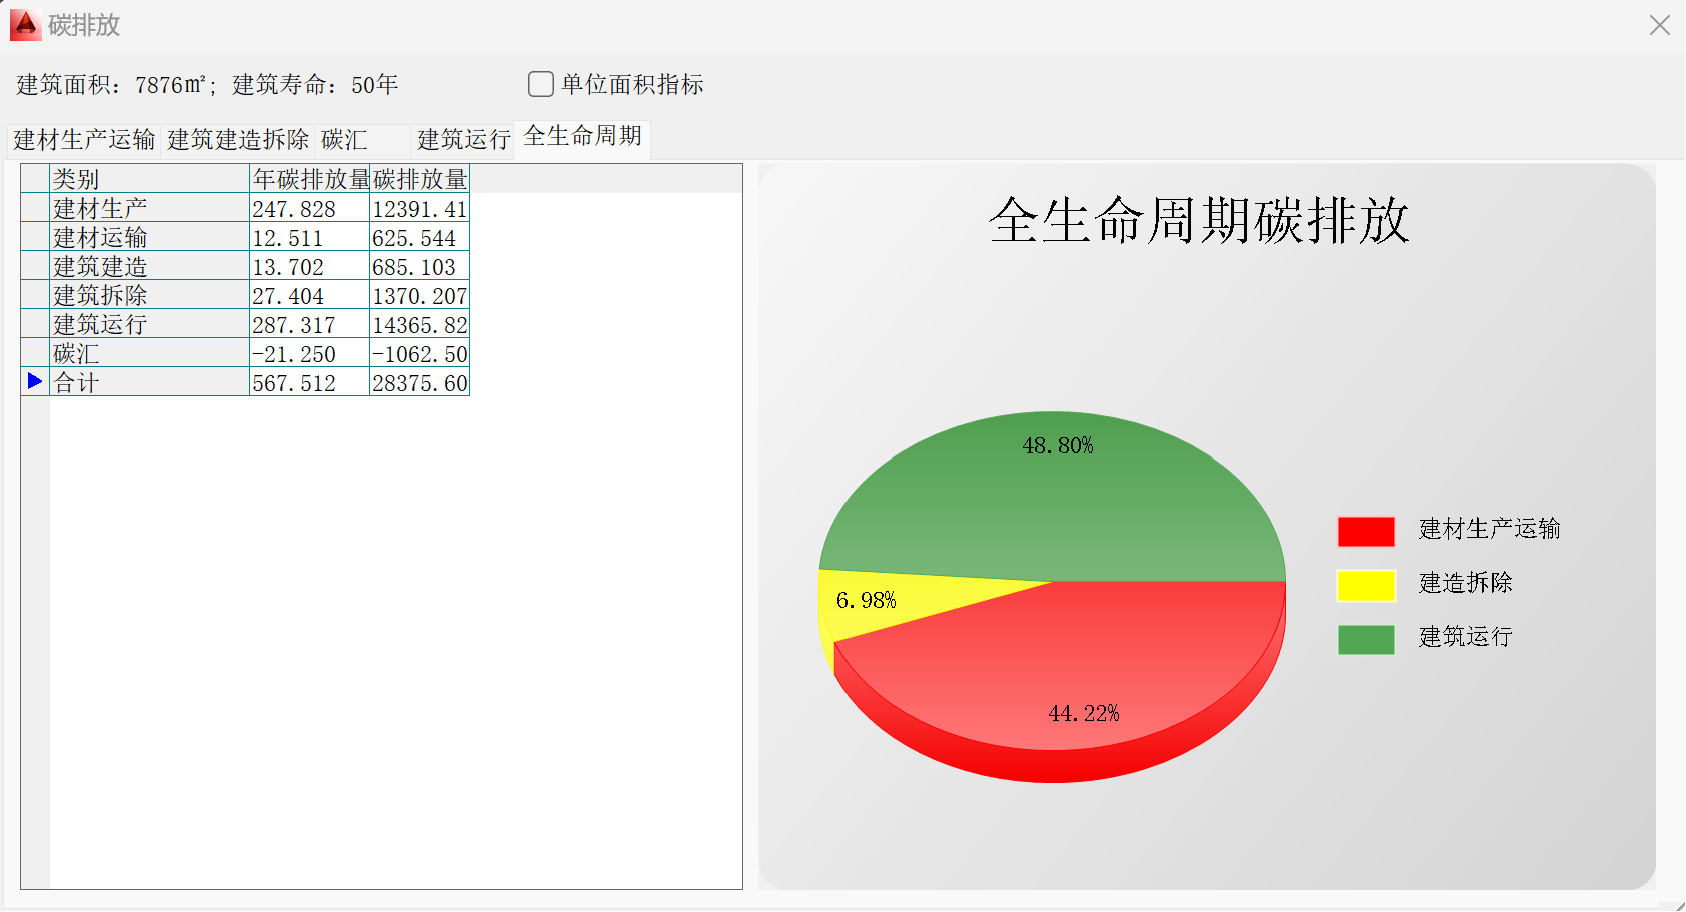 碳排放
建筑面积：7876㎡；建筑寿命：50年
单位面积指标
建材生产运输 建筑建造拆除 碳汇 建筑运行 全生命周期
类别 年碳排放量 碳排放量
建材生产 247.828 12391.41
建材运输 12.511 625.544
建筑建造 13.702 685.103
建筑拆除 27.404 1370.207
建筑运行 287.317 14365.82
碳汇 -21.250 -1062.50
合计 567.512 28375.60
全生命周期碳排放
48.80%
6.98%
44.22%
建材生产运输
建造拆除
建筑运行